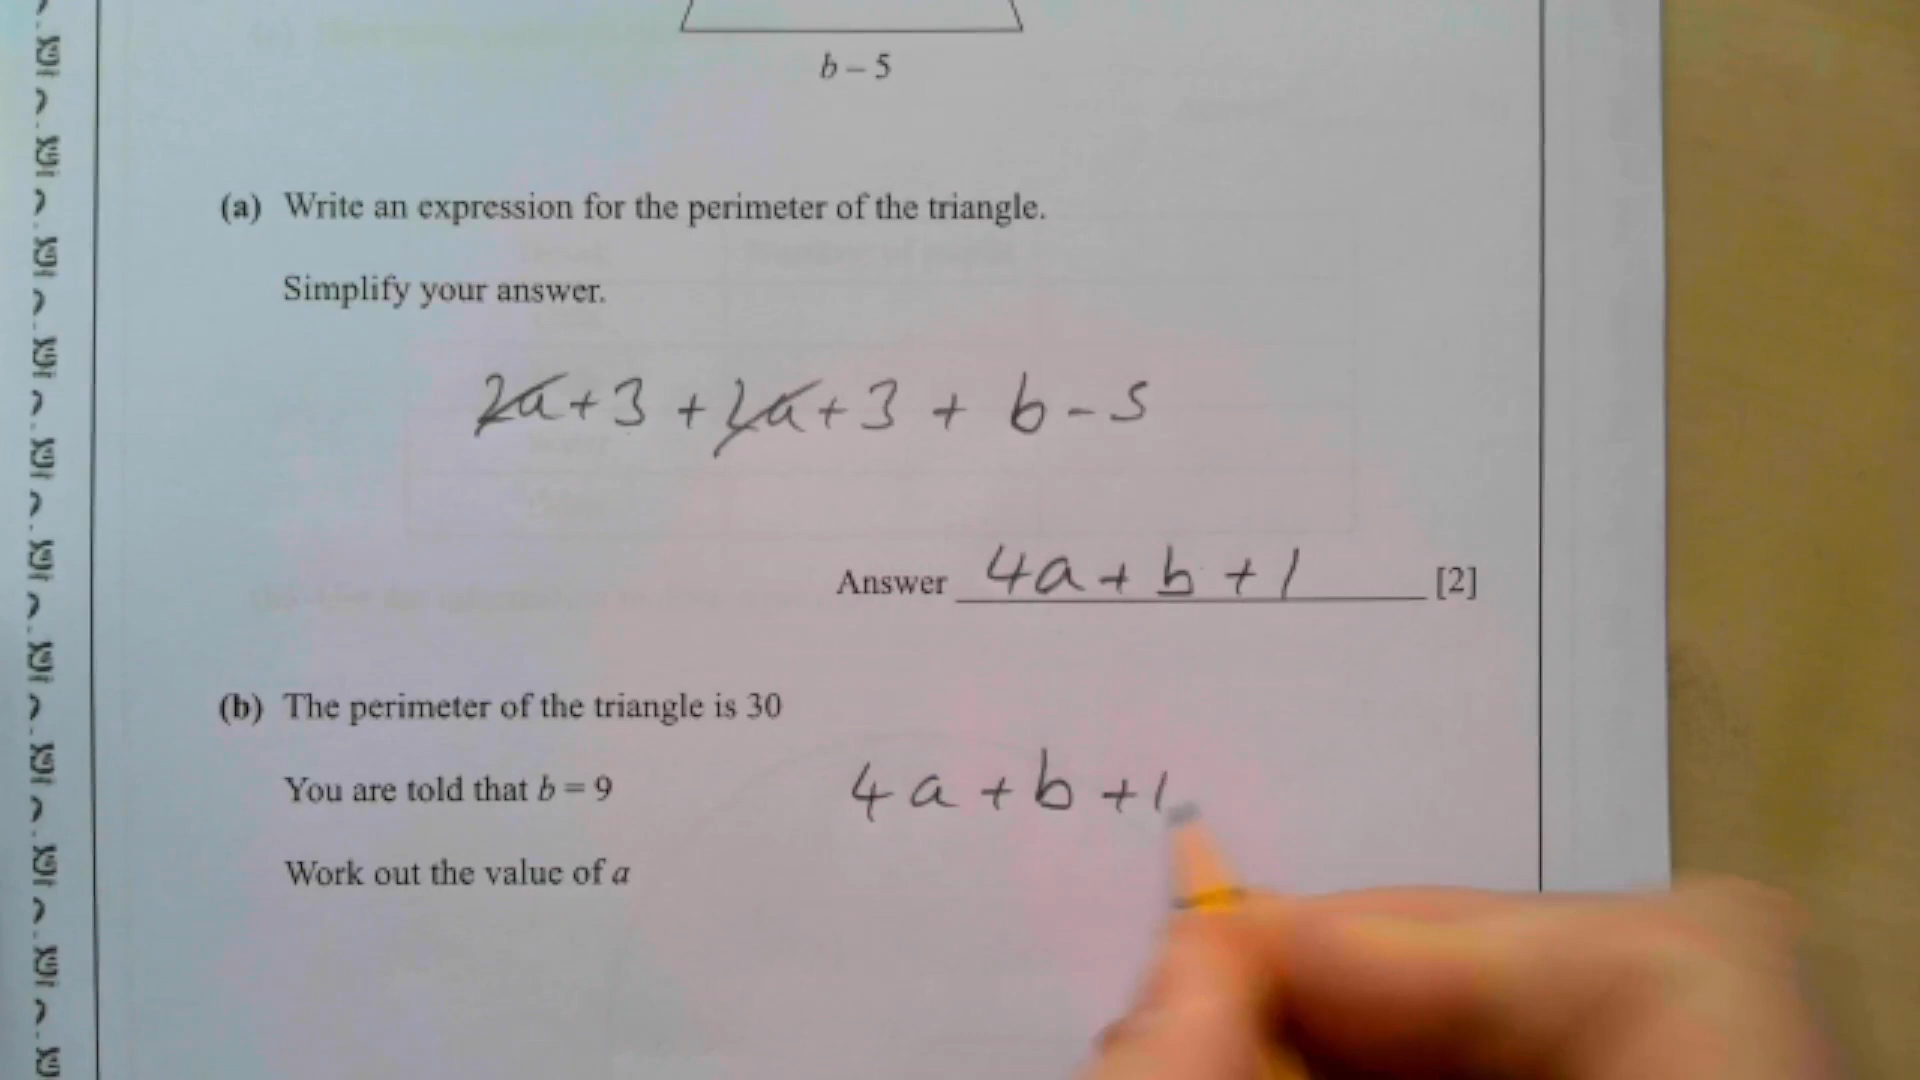 b – 5
(a) Write an expression for the perimeter of the triangle.
Simplify your answer.
2a+3 +2a+3 + b-5
Answer 4a+b+1 [2]
(b) The perimeter of the triangle is 30
You are told that b = 9
4a+b+1
Work out the value of a